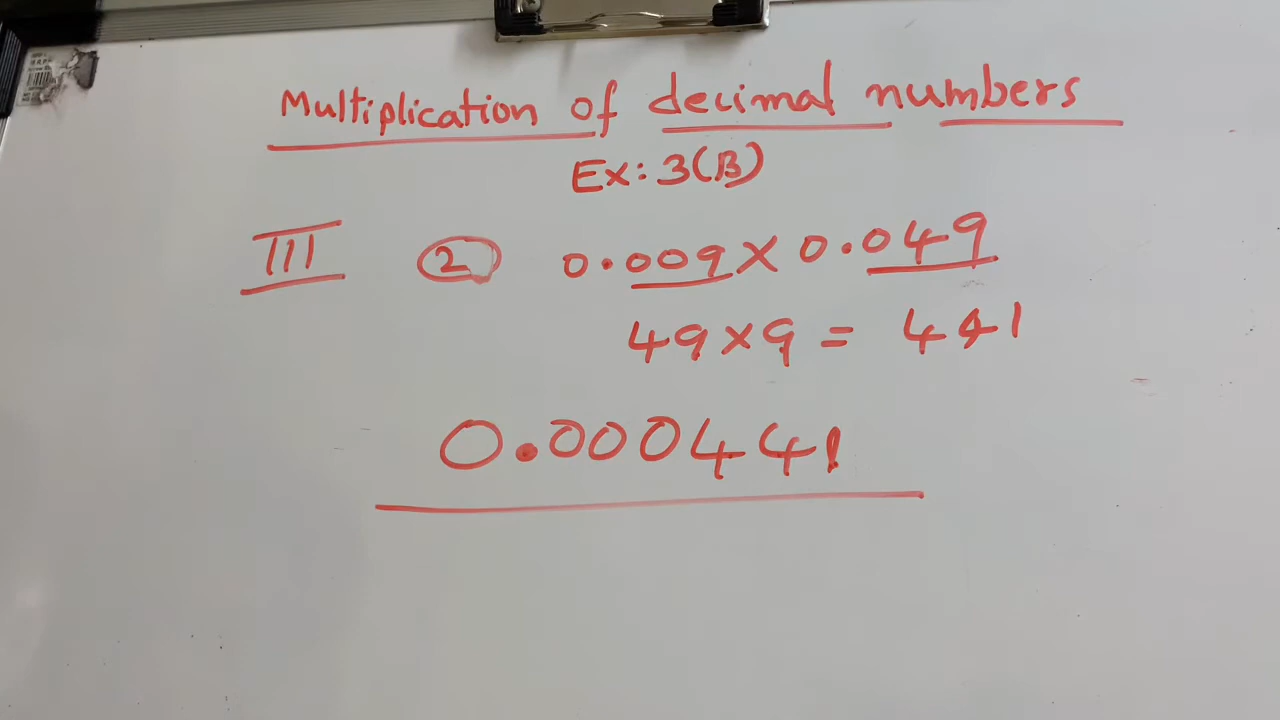 Multiplication of decimal numbers
Ex: 3(B)
III 2 0.009 × 0.049
49 × 9 = 441
0.000441